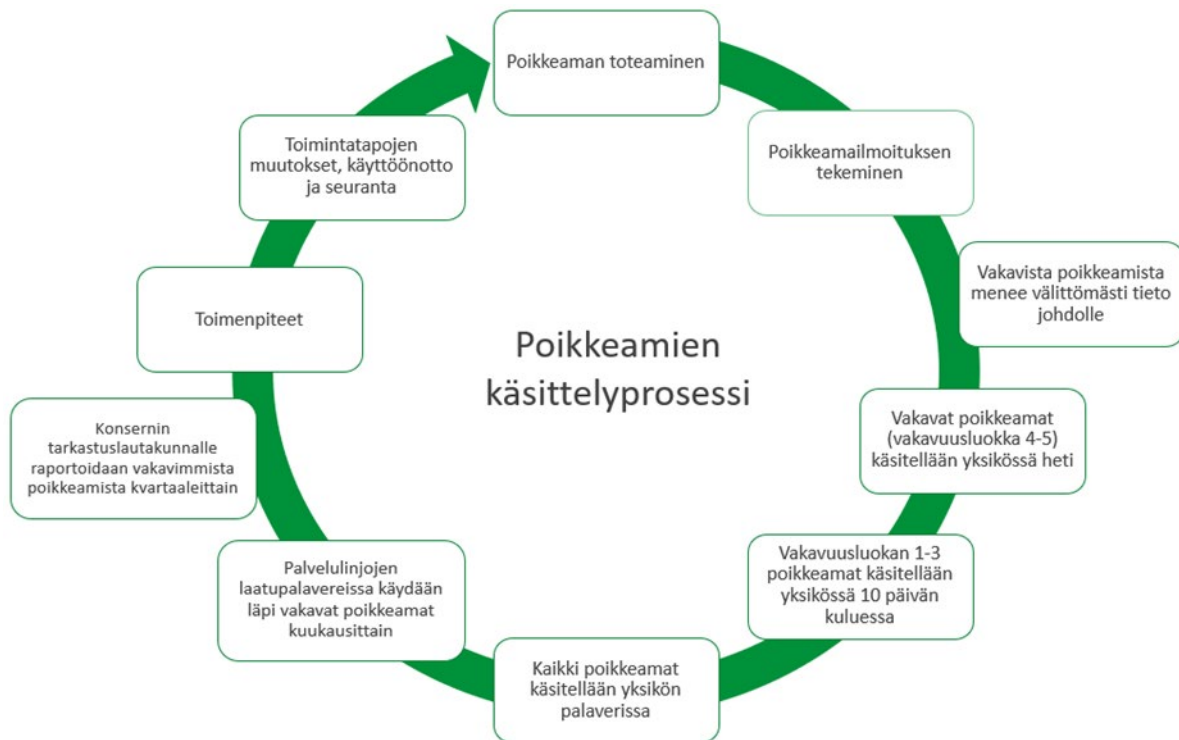 Poikkeaman toteaminen
Poikkeamailmoituksen
tekeminen
Vakavista poikkeamista
menee välittömästi tieto
johdolle
Vakavat poikkeamat
(vakavuusluokka 4-5)
käsitellään yksikössä heti
Vakavuusluokan 1-3
poikkeamat käsitellään
yksikössä 10 päivän
kuluessa
Kaikki poikkeamat
käsitellään yksikön
palaverissa
Palvelulinjojen
laatupalavereissa käydään
läpi vakavat poikkeamat
kuukausittain
Konsernin
tarkastuslautakunnalle
raportoidaan vakavimmista
poikkeamista kvartaaleittain
Toimenpiteet
Toimintatapojen
muutokset, käyttöönotto
ja seuranta
Poikkeamien
käsittelyprosessi